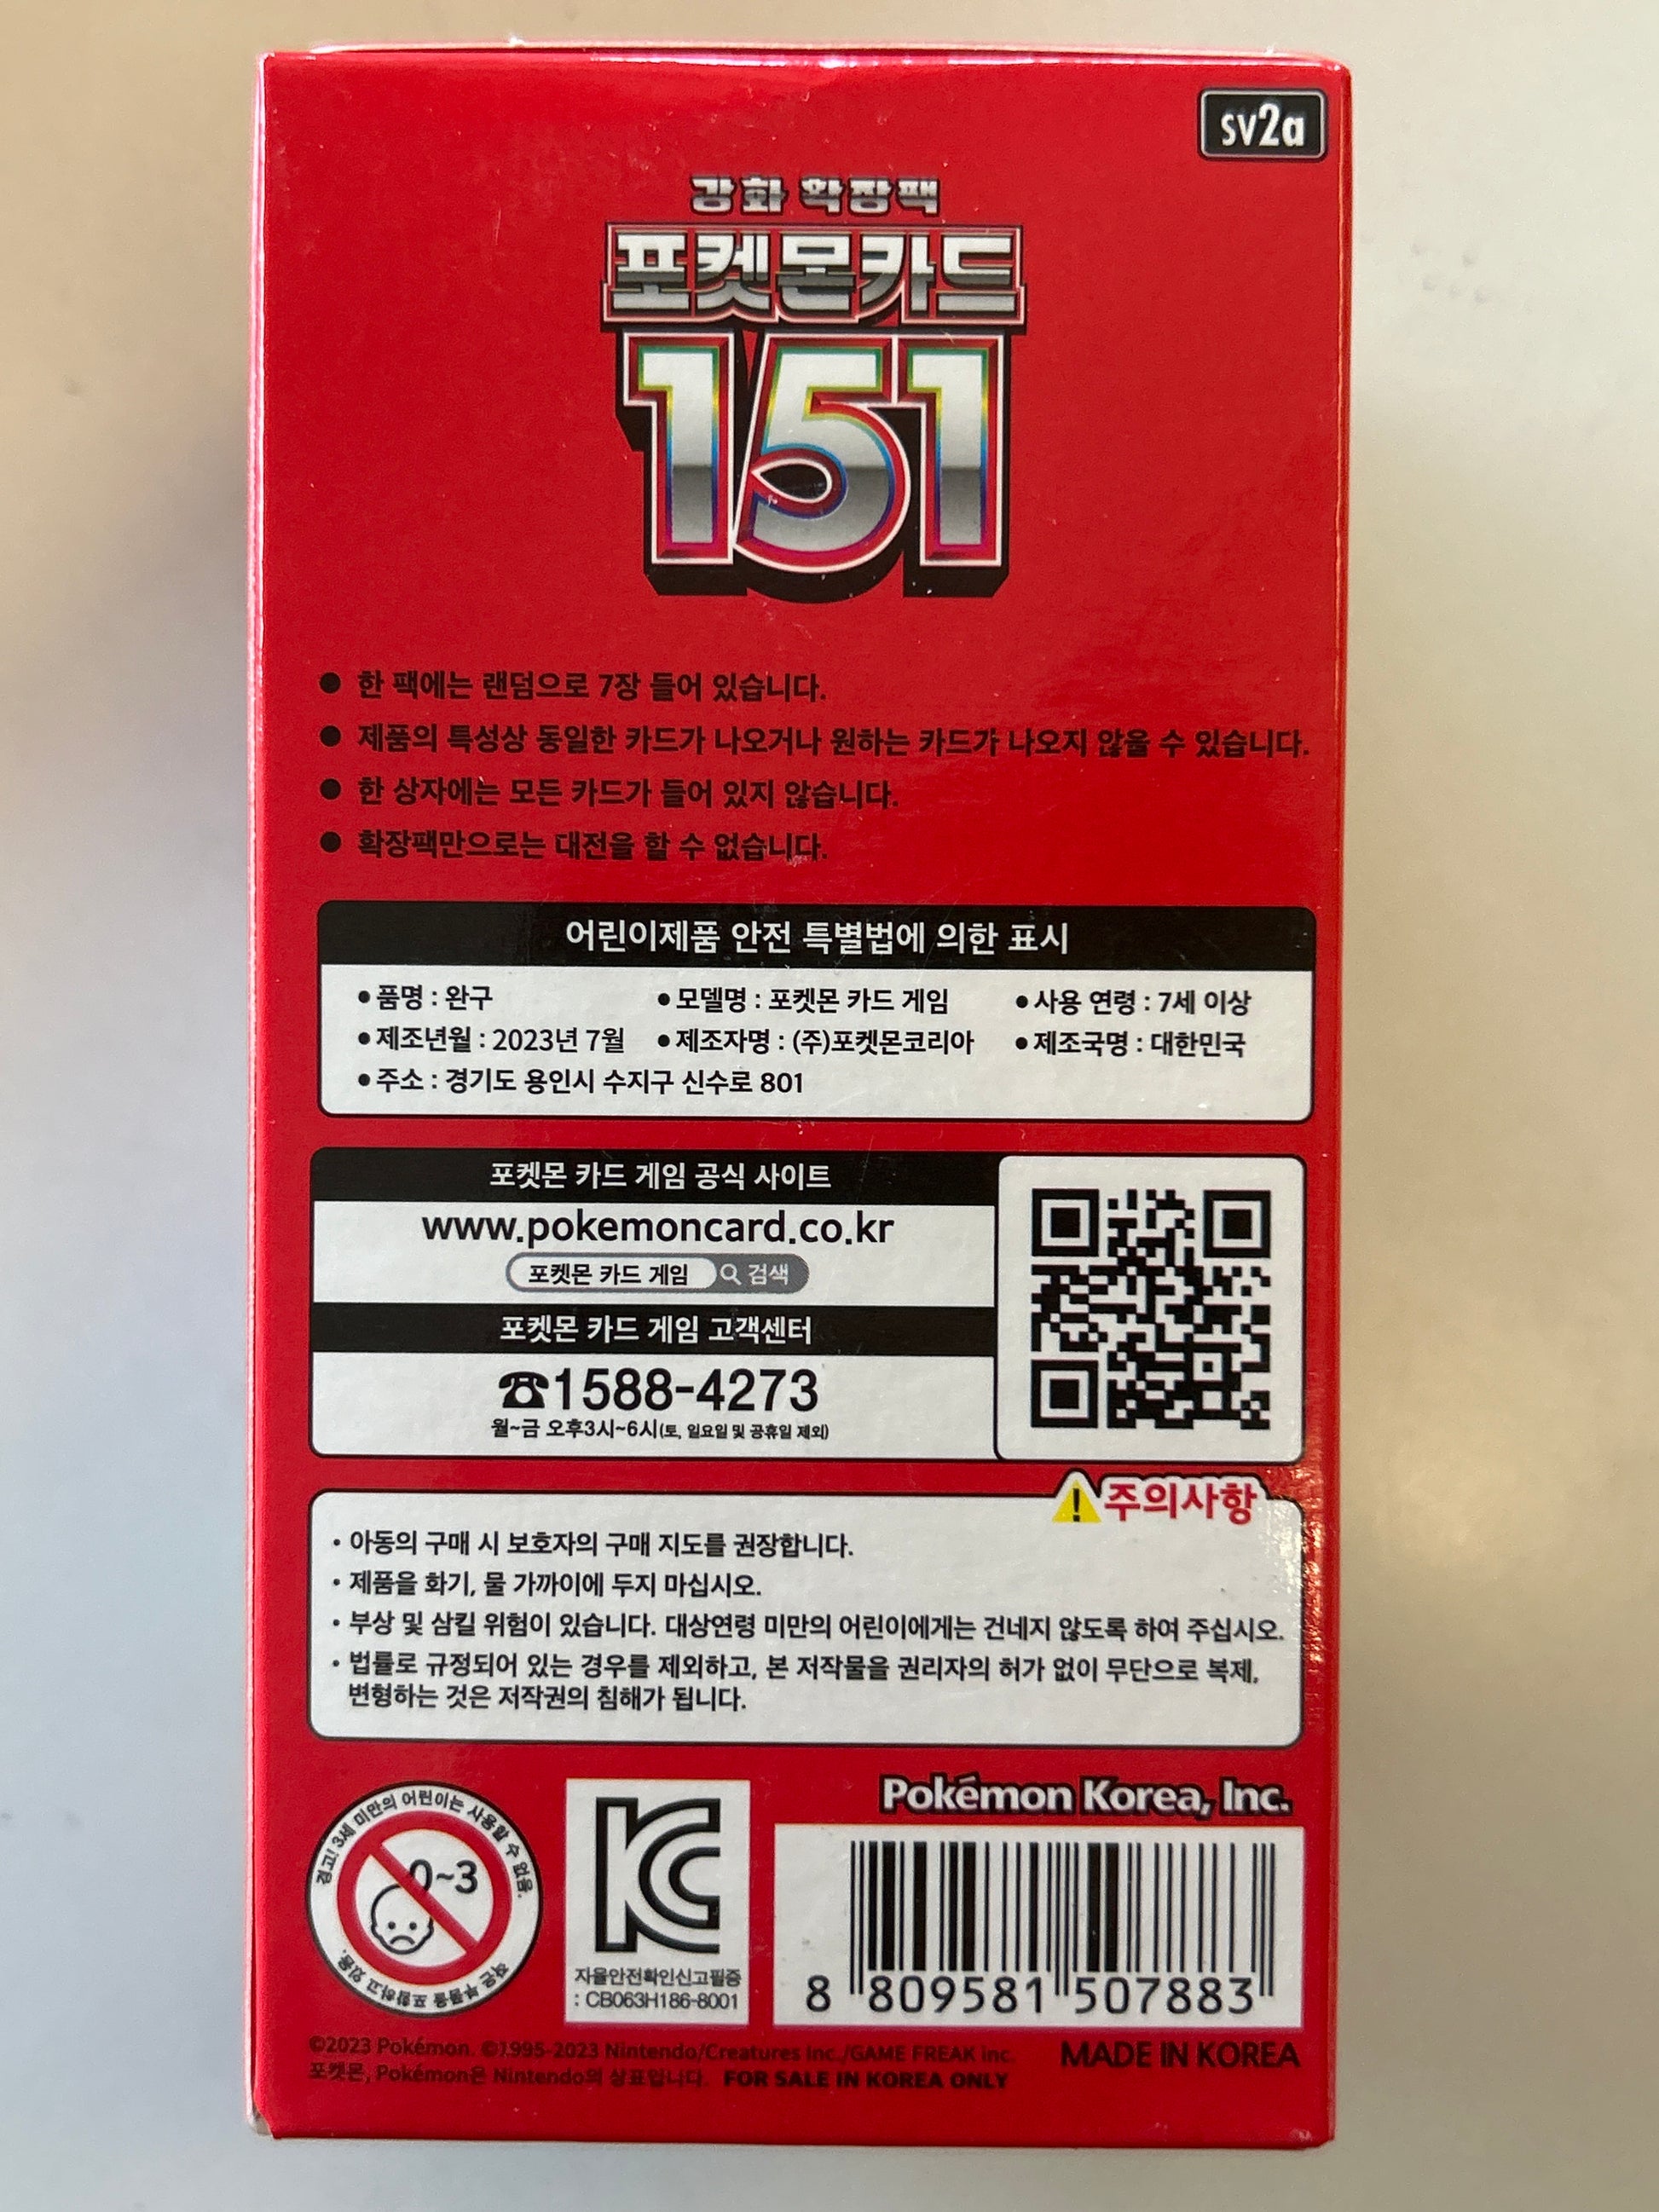 sv2a
강화 확장팩
포켓몬카드
151
● 한 팩에는 랜덤으로 7장 들어 있습니다.
● 제품의 특성상 동일한 카드가 나오거나 원하는 카드가 나오지 않을 수 있습니다.
● 한 상자에는 모든 카드가 들어 있지 않습니다.
● 확장팩만으로는 대전을 할 수 없습니다.
어린이제품 안전 특별법에 의한 표시
●품명 : 완구 ●모델명 : 포켓몬 카드 게임 ●사용 연령 : 7세 이상
●제조년월 : 2023년 7월 ●제조자명 : (주)포켓몬코리아 ●제조국명 : 대한민국
●주소 : 경기도 용인시 수지구 신수로 801
포켓몬 카드 게임 공식 사이트
www.pokemoncard.co.kr
포켓몬 카드 게임 검색
포켓몬 카드 게임 고객센터
☎1588-4273
월~금 오후3시~6시(토, 일요일 및 공휴일 제외)
주의사항
• 아동의 구매 시 보호자의 구매 지도를 권장합니다.
• 제품을 화기, 물 가까이에 두지 마십시오.
• 부상 및 삼킬 위험이 있습니다. 대상연령 미만의 어린이에게는 건네지 않도록 하여 주십시오.
• 법률로 규정되어 있는 경우를 제외하고, 본 저작물을 권리자의 허가 없이 무단으로 복제,
변형하는 것은 저작권의 침해가 됩니다.
경고! 3세 미만의 어린이는 사용할 수 없음.
0~3
작은 부품을 포함하고 있음.
자율안전확인신고필증
: CB063H186-8001
Pokémon Korea, Inc.
8 809581 507883
©2023 Pokémon. ©1995-2023 Nintendo/Creatures Inc./GAME FREAK inc.
MADE IN KOREA
포켓몬, Pokémon은 Nintendo의 상표입니다. FOR SALE IN KOREA ONLY